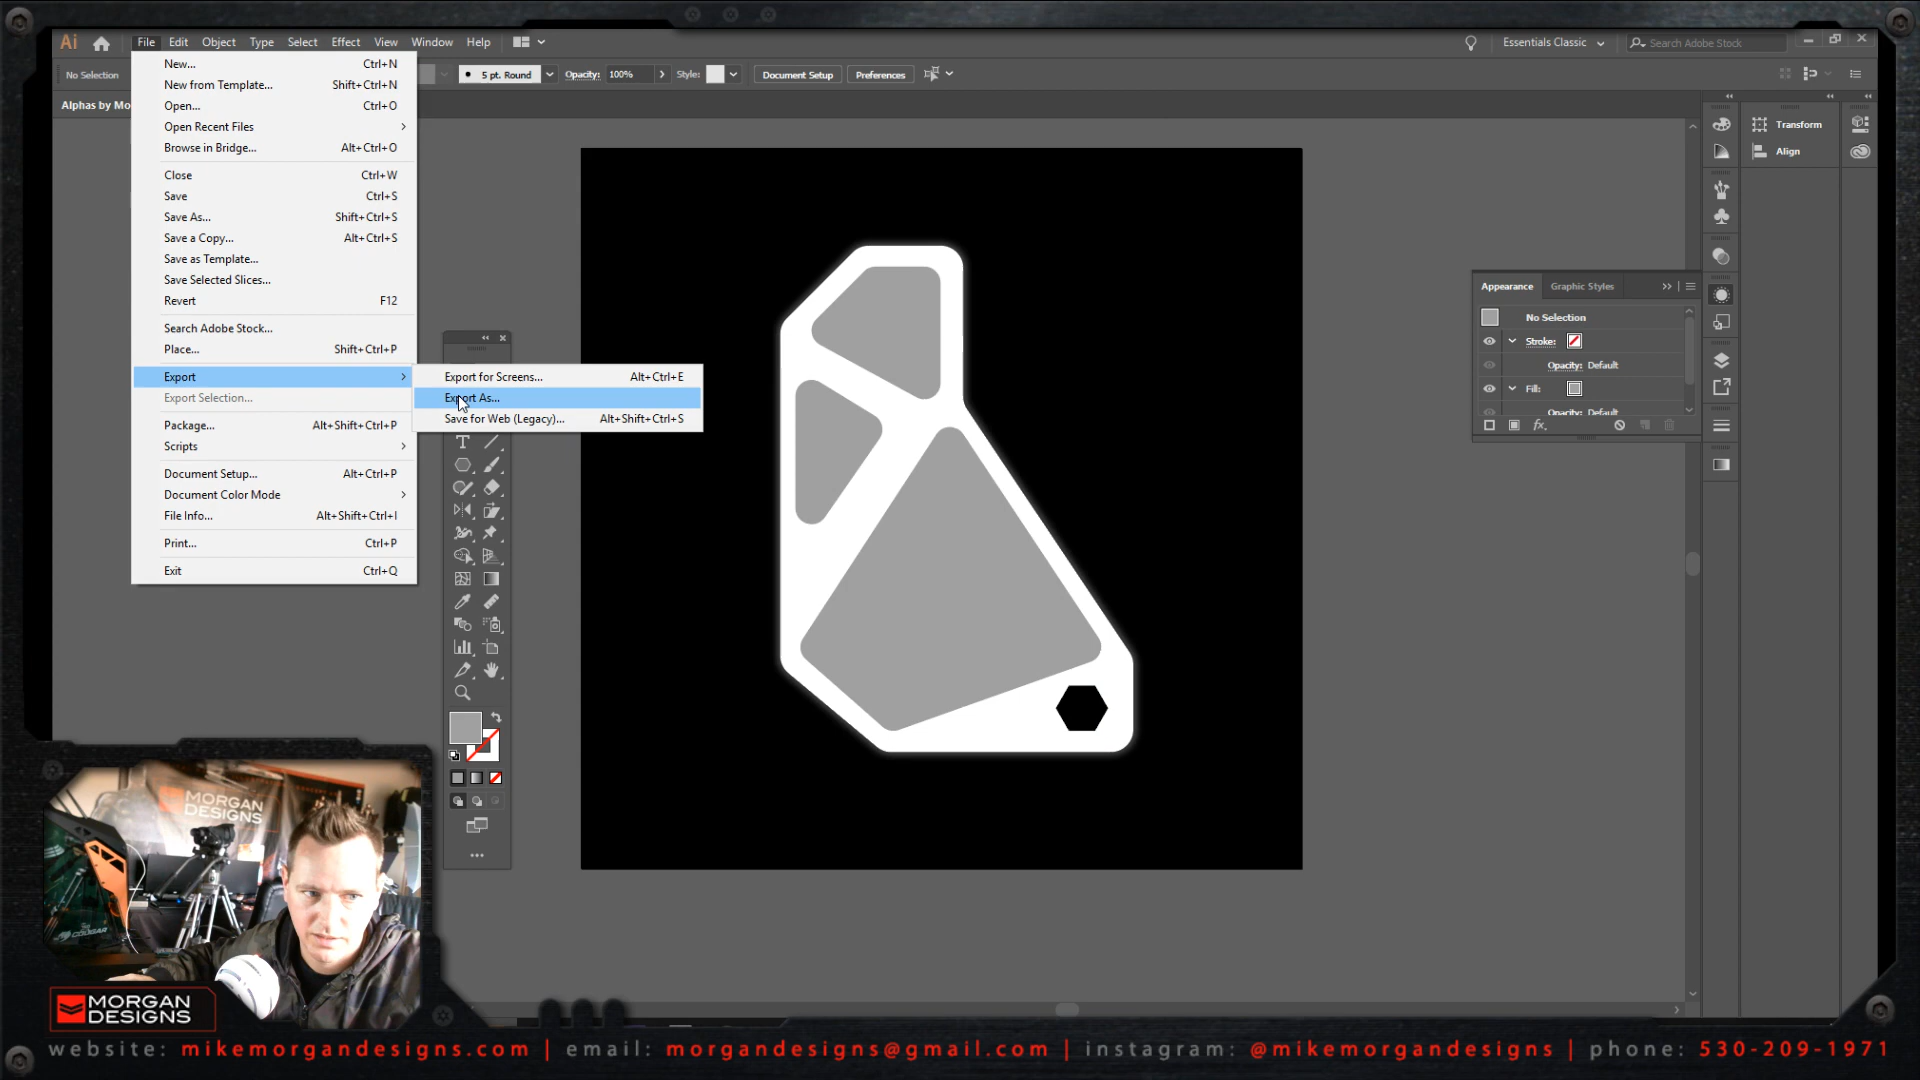 Ai File Edit Object Type Select Effect View Window Help Essentials Classic Search Adobe Stock
No Selection 5 pt. Round Opacity: 100% Style: Document Setup Preferences
Alphas by Mo
New... Ctrl+N
New from Template... Shift+Ctrl+N
Open... Ctrl+O
Open Recent Files
Browse in Bridge... Alt+Ctrl+O
Close Ctrl+W
Save Ctrl+S
Save As... Shift+Ctrl+S
Save a Copy... Alt+Ctrl+S
Save as Template...
Save Selected Slices...
Revert F12
Search Adobe Stock...
Place... Shift+Ctrl+P
Export
Export Selection...
Package... Alt+Shift+Ctrl+P
Scripts
Document Setup... Alt+Ctrl+P
Document Color Mode
File Info... Alt+Shift+Ctrl+I
Print... Ctrl+P
Exit Ctrl+Q
Export for Screens... Alt+Ctrl+E
Export As...
Save for Web (Legacy)... Alt+Shift+Ctrl+S
Transform
Align
Appearance Graphic Styles
No Selection
Stroke:
Opacity: Default
Fill:
Opacity: Default
fx.
MORGAN
DESIGNS
COUGAR
MORGAN
DESIGNS
website: mikemorgandesigns.com | email: morgandesigns@gmail.com | instagram: @mikemorgandesigns | phone: 530-209-1971